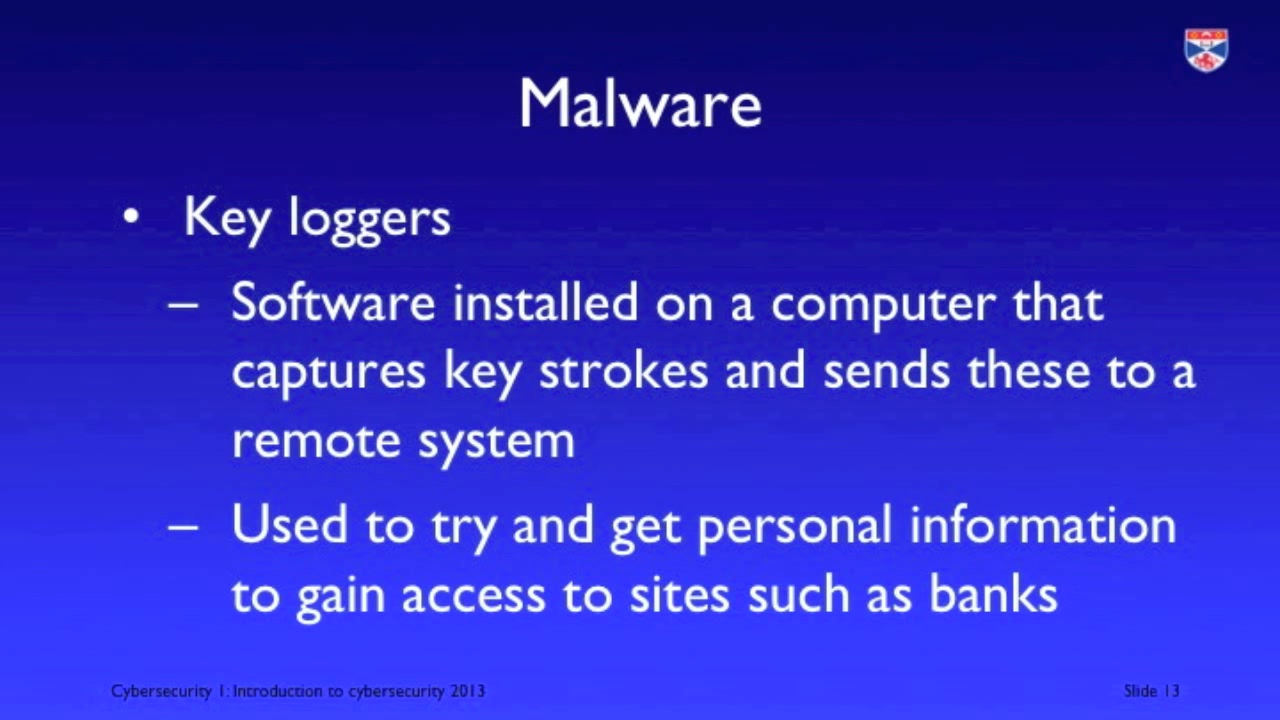 Malware
• Key loggers
– Software installed on a computer that
captures key strokes and sends these to a
remote system
– Used to try and get personal information
to gain access to sites such as banks
Cybersecurity 1: Introduction to cybersecurity 2013
Slide 13